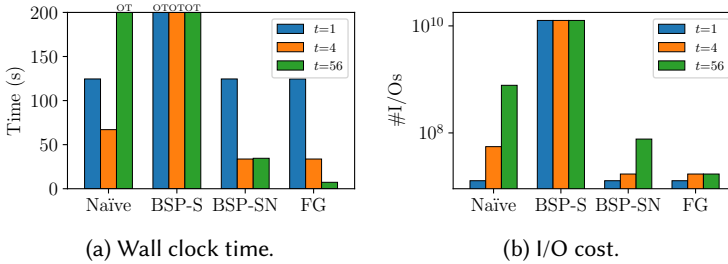 OT OTOTOT
200
150
100
50
0
Time (s)
t=1
t=4
t=56
Naïve BSP-S BSP-SN FG
(a) Wall clock time.
10^10
10^8
#I/Os
t=1
t=4
t=56
Naïve BSP-S BSP-SN FG
(b) I/O cost.